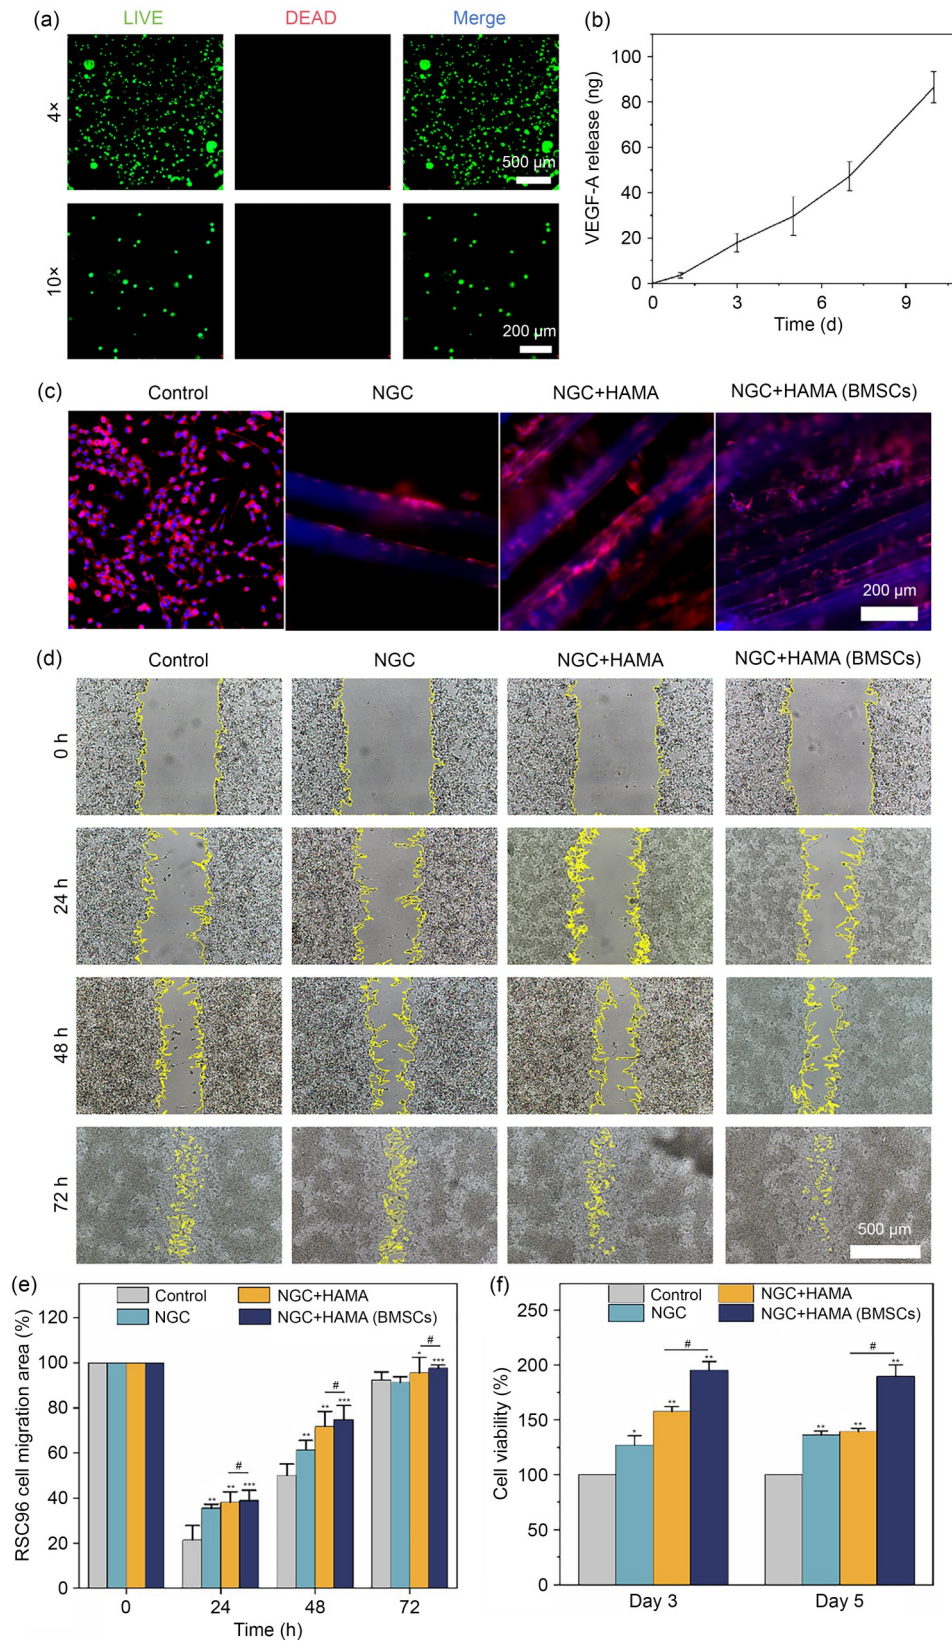 (a) LIVE DEAD Merge
4×
500 μm
10×
200 μm
(b)
VEGF-A release (ng)
100
80
60
40
20
0
0 3 6 9
Time (d)
(c) Control NGC NGC+HAMA NGC+HAMA (BMSCs)
200 μm
(d) Control NGC NGC+HAMA NGC+HAMA (BMSCs)
0 h
24 h
48 h
72 h
500 μm
(e)
RSC96 cell migration area (%)
Control NGC+HAMA
NGC NGC+HAMA (BMSCs)
120
100
80
60
40
20
0
** ** *** #
** ** *** #
* *** #
0 24 48 72
Time (h)
(f)
Cell viability (%)
Control NGC+HAMA
NGC NGC+HAMA (BMSCs)
250
200
150
100
50
0
* ** ** #
** ** ** #
Day 3 Day 5